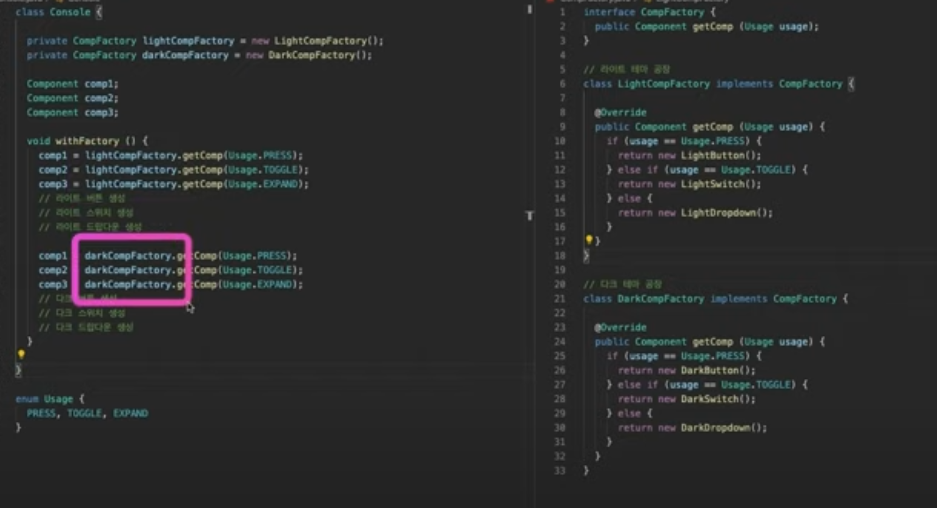 class Console {
private CompFactory lightCompFactory = new LightCompFactory();
private CompFactory darkCompFactory = new DarkCompFactory();
Component comp1;
Component comp2;
Component comp3;
void withFactory () {
comp1 = lightCompFactory.getComp(Usage.PRESS);
comp2 = lightCompFactory.getComp(Usage.TOGGLE);
comp3 = lightCompFactory.getComp(Usage.EXPAND);
// 라이트 버튼 생성
// 라이트 스위치 생성
// 라이트 드랍다운 생성
comp1 darkCompFactory.getComp(Usage.PRESS);
comp2 darkCompFactory.getComp(Usage.TOGGLE);
comp3 darkCompFactory.getComp(Usage.EXPAND);
// 다크 버튼 생성
// 다크 스위치 생성
// 다크 드랍다운 생성
}
}
enum Usage {
PRESS, TOGGLE, EXPAND
}
1 interface CompFactory {
2 public Component getComp (Usage usage);
3 }
4
5 // 라이트 테마 공장
6 class LightCompFactory implements CompFactory {
7
8 @Override
9 public Component getComp (Usage usage) {
10 if (usage == Usage.PRESS) {
11 return new LightButton();
12 } else if (usage == Usage.TOGGLE) {
13 return new LightSwitch();
14 } else {
15 return new LightDropdown();
16 }
17 }
18 }
19
20 // 다크 테마 공장
21 class DarkCompFactory implements CompFactory {
22
23 @Override
24 public Component getComp (Usage usage) {
25 if (usage == Usage.PRESS) {
26 return new DarkButton();
27 } else if (usage == Usage.TOGGLE) {
28 return new DarkSwitch();
29 } else {
30 return new DarkDropdown();
31 }
32 }
33 }